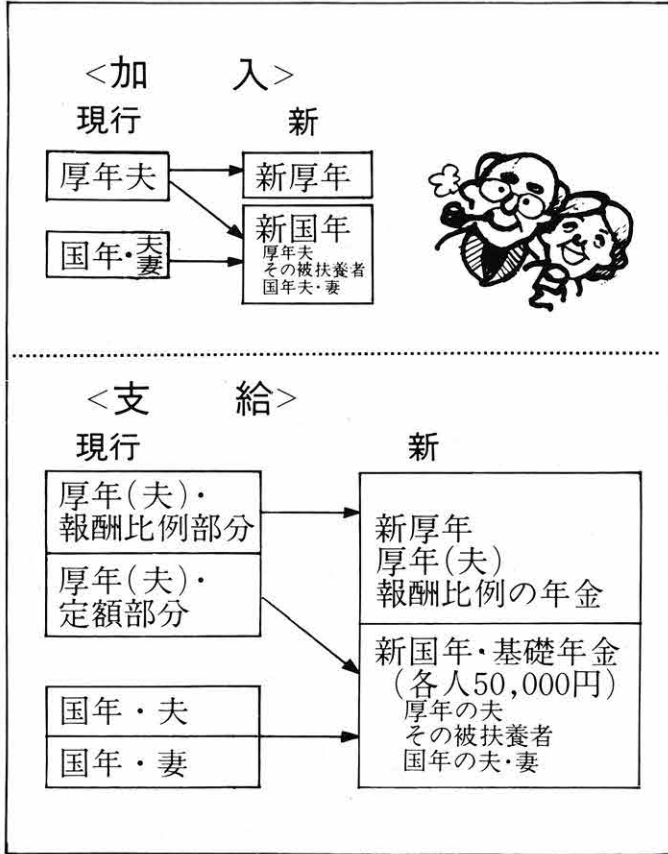 <加　入>
現行　新
厚年夫
新厚年
国年・夫妻
新国年
厚年夫
その被扶養者
国年夫・妻
<支　給>
現行　新
厚年(夫)・
報酬比例部分
厚年(夫)・
定額部分
国年・夫
国年・妻
新厚年
厚年(夫)
報酬比例の年金
新国年・基礎年金
(各人50,000円)
厚年の夫
その被扶養者
国年の夫・妻